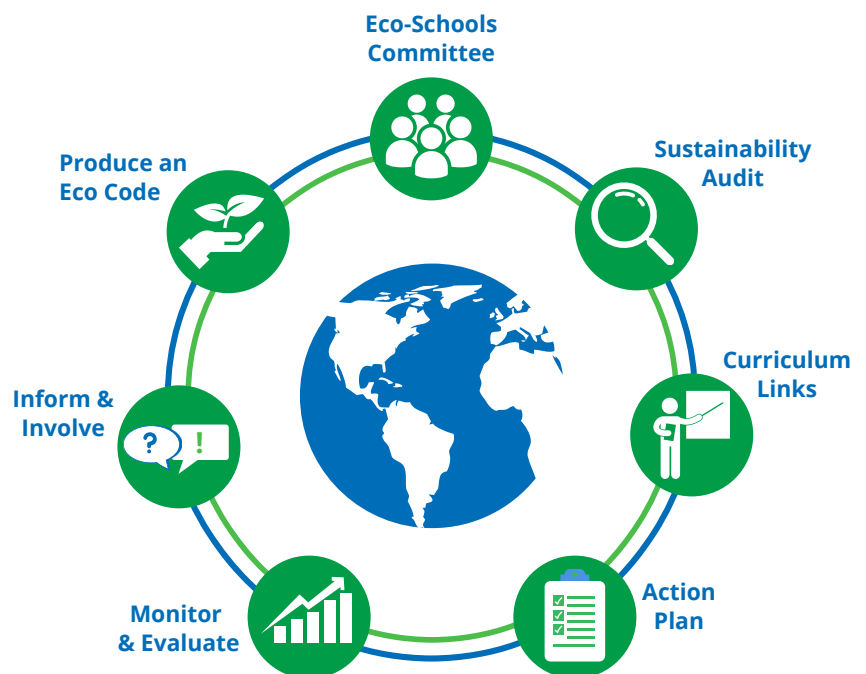 Eco-Schools
Committee
Sustainability
Audit
Curriculum
Links
Action
Plan
Monitor
& Evaluate
Inform &
Involve
? !
Produce an
Eco Code